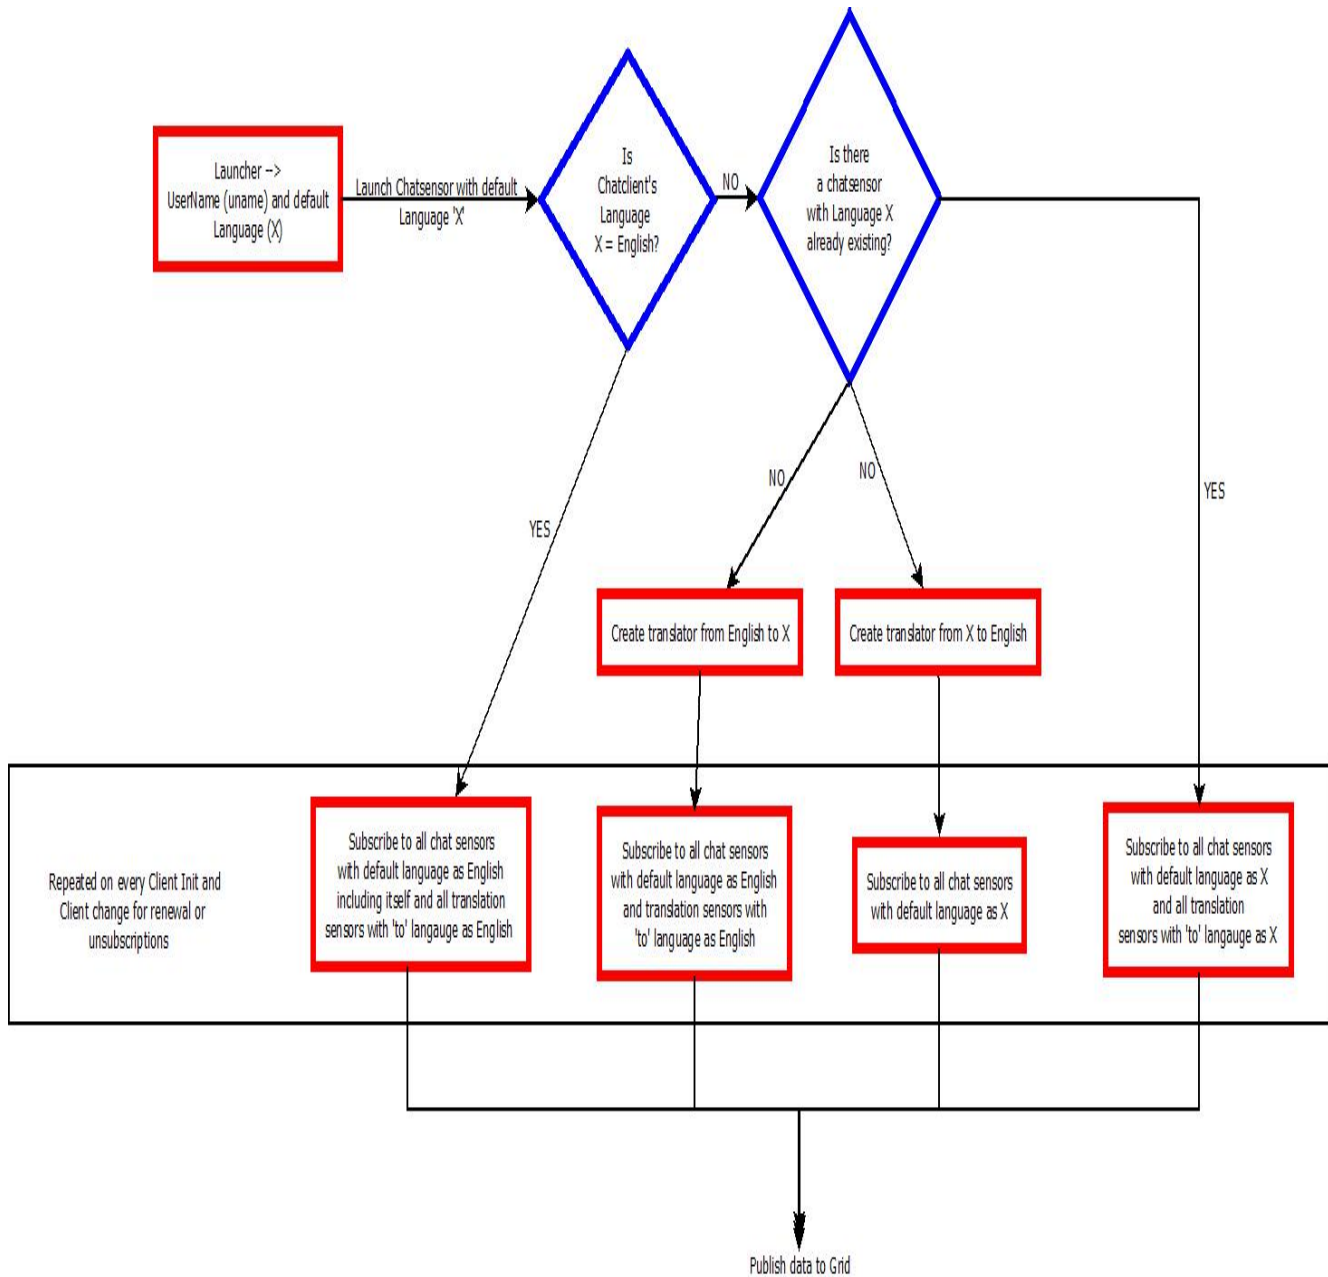 Launcher -->
UserName (uname) and default
Language (X)
Launch Chatsensor with default
Language 'X'
Is
Chatclient's
Language
X = English?
NO
Is there
a chatsensor
with Language X
already existing?
NO
NO
YES
YES
Create translator from English to X
Create translator from X to English
Repeated on every Client Init and
Client change for renewal or
unsubscriptions
Subscribe to all chat sensors
with default language as English
including itself and all translation
sensors with 'to' langauge as English
Subscribe to all chat sensors
with default language as English
and translation sensors with
'to' language as English
Subscribe to all chat sensors
with default language as X
Subscribe to all chat sensors
with default language as X
and all translation
sensors with 'to' langauge as X
Publish data to Grid